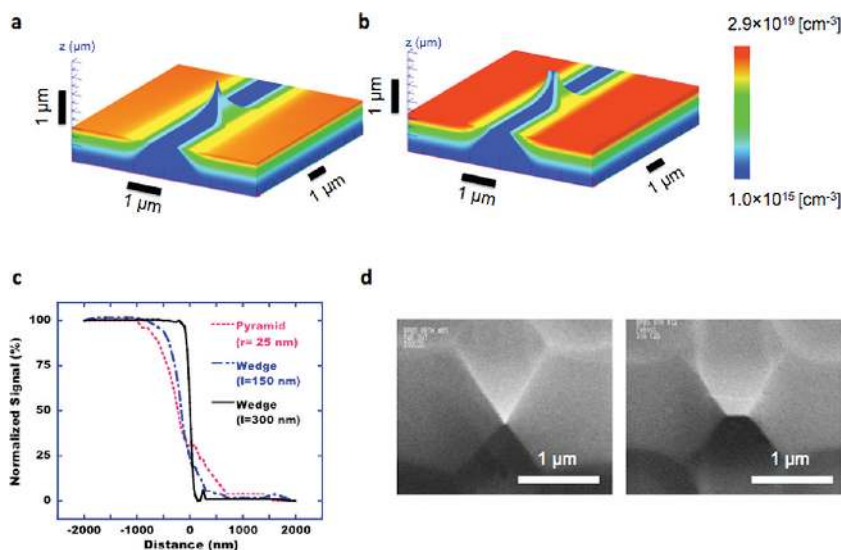 a
b
z (μm)
z (μm)
2.9×10¹⁹ [cm⁻³]
1.0×10¹⁵ [cm⁻³]
1 μm
1 μm
1 μm
1 μm
1 μm
1 μm
c
Normalized Signal (%)
100
75
50
25
0
-2000 -1000 0 1000 2000
Distance (nm)
Pyramid
(r= 25 nm)
Wedge
(l=150 nm)
Wedge
(l=300 nm)
d
1 μm
1 μm